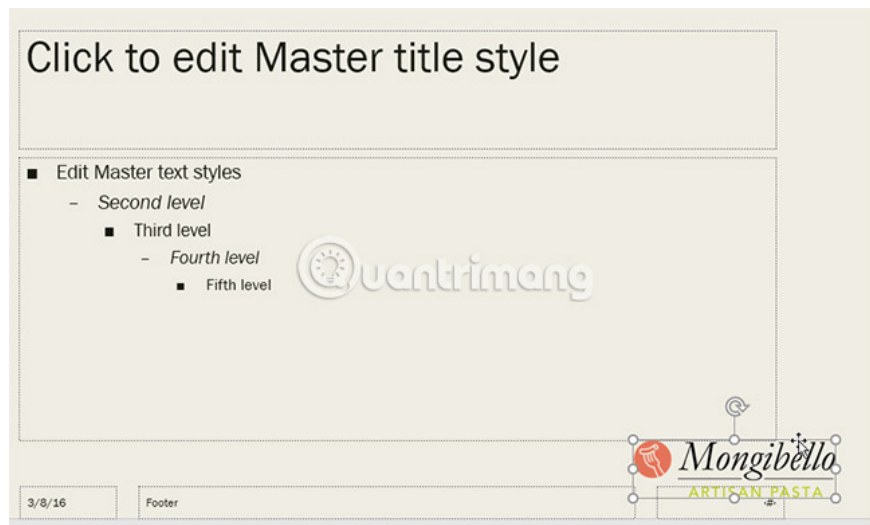 Click to edit Master title style
■ Edit Master text styles
– Second level
■ Third level
– Fourth level
■ Fifth level
Quantrimang
Mongibello
ARTISAN PASTA
3/8/16
Footer
‹#›